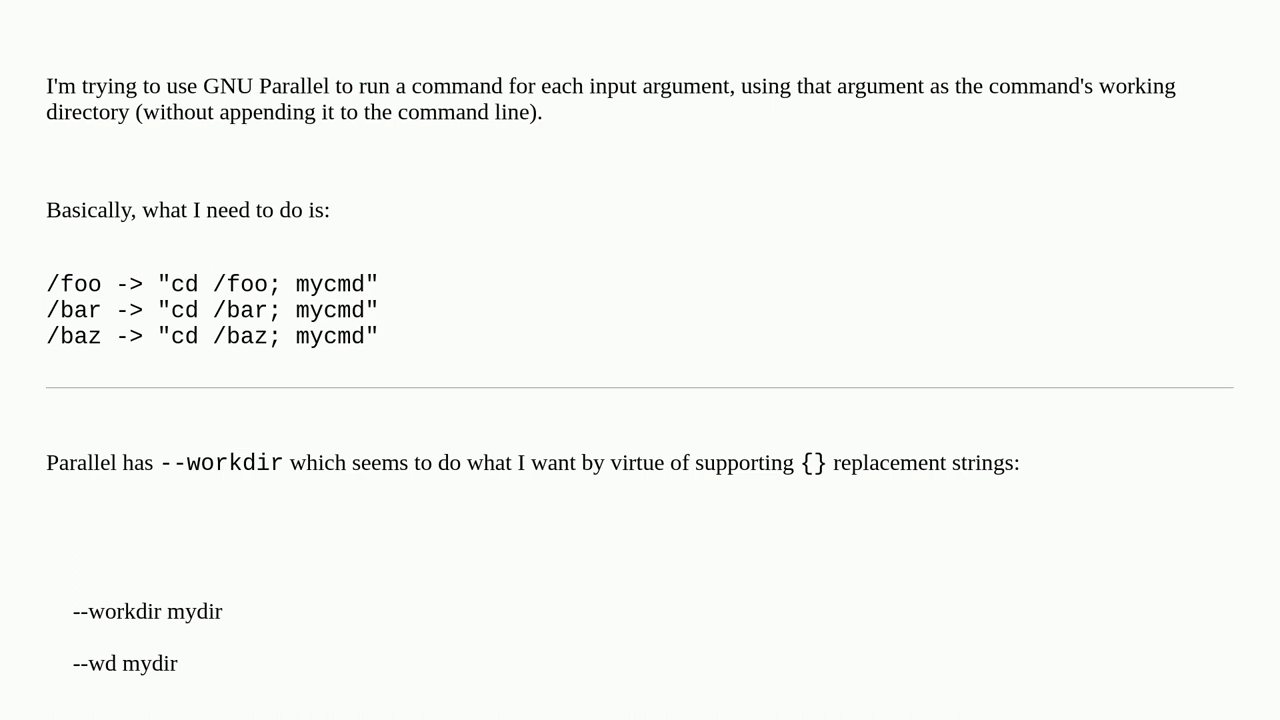 I'm trying to use GNU Parallel to run a command for each input argument, using that argument as the command's working
directory (without appending it to the command line).
Basically, what I need to do is:
/foo -> "cd /foo; mycmd"
/bar -> "cd /bar; mycmd"
/baz -> "cd /baz; mycmd"
Parallel has --workdir which seems to do what I want by virtue of supporting {} replacement strings:
--workdir mydir
--wd mydir